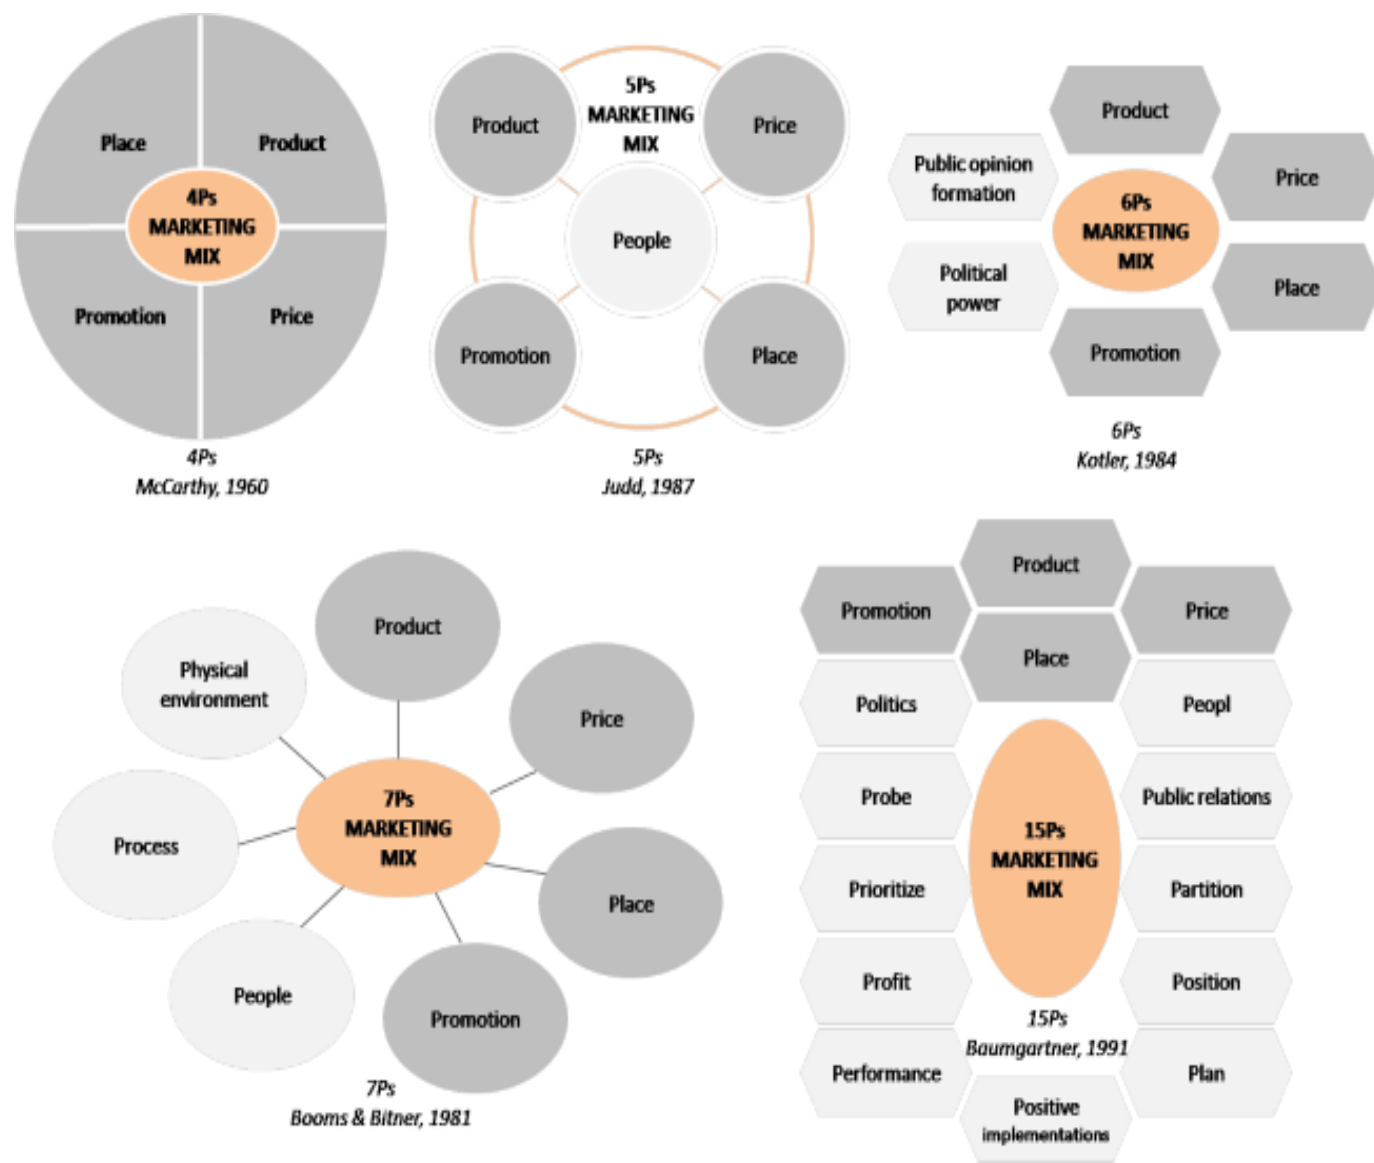 Place
Product
4Ps
MARKETING
MIX
Promotion
Price
4Ps
McCarthy, 1960
5Ps
MARKETING
MIX
Product
Price
People
Promotion
Place
5Ps
Judd, 1987
Product
Public opinion
formation
Price
6Ps
MARKETING
MIX
Political
power
Place
Promotion
6Ps
Kotler, 1984
Product
Physical
environment
Price
7Ps
MARKETING
MIX
Process
Place
People
Promotion
7Ps
Booms & Bitner, 1981
Product
Promotion
Price
Place
Politics
Peopl
Probe
Public relations
15Ps
MARKETING
MIX
Prioritize
Partition
Profit
Position
15Ps
Baumgartner, 1991
Performance
Plan
Positive
implementations